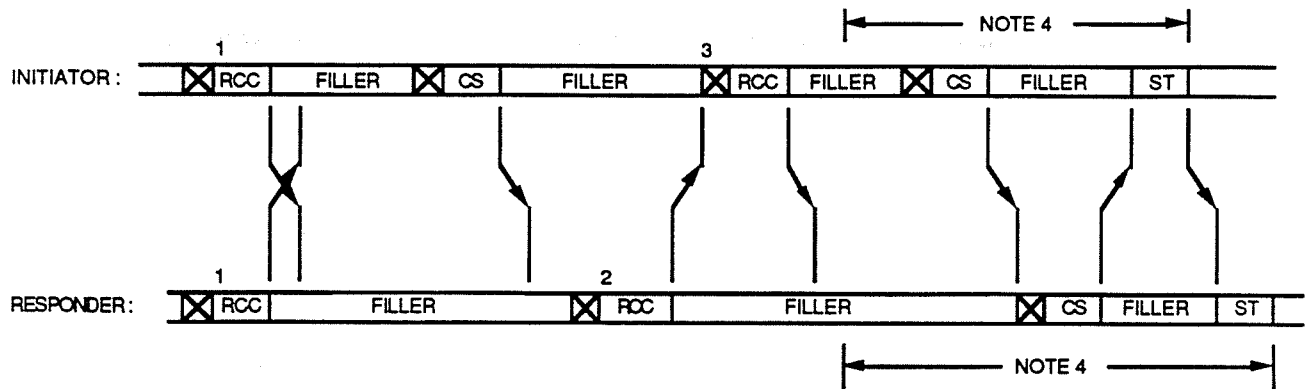 NOTE 4
1 3
INITIATOR : RCC FILLER CS FILLER RCC FILLER CS FILLER ST
1 2
RESPONDER : RCC FILLER RCC FILLER CS FILLER ST
NOTE 4